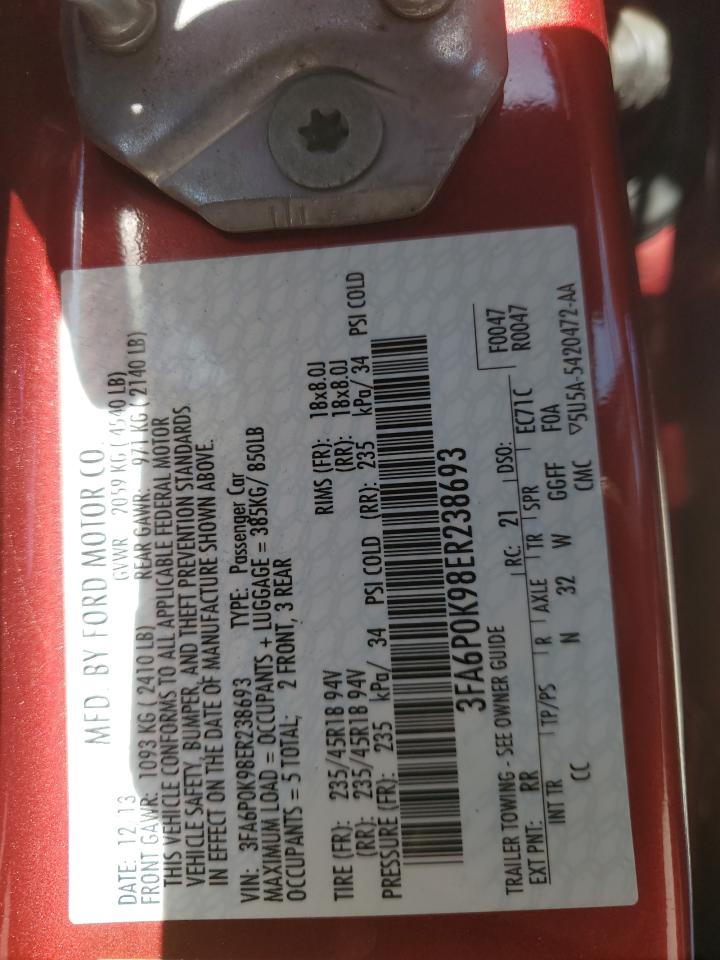 MFD. BY FORD MOTOR CO.
DATE: 12/13 GVWR 2059 KG (4540 LB)
FRONT GAWR: 1093 KG (2410 LB) REAR GAWR: 971 KG (2140 LB)
THIS VEHICLE CONFORMS TO ALL APPLICABLE FEDERAL MOTOR
VEHICLE SAFETY, BUMPER, AND THEFT PREVENTION STANDARDS
IN EFFECT ON THE DATE OF MANUFACTURE SHOWN ABOVE.
VIN: 3FA6P0K98ER238693 TYPE: Passenger Car
MAXIMUM LOAD = OCCUPANTS + LUGGAGE = 385KG/ 850LB
OCCUPANTS = 5 TOTAL; 2 FRONT, 3 REAR
TIRE (FR): 235/45R18 94V RIMS (FR): 18x8.0J
(RR): 235/45R18 94V (RR): 18x8.0J
PRESSURE (FR): 235 kPa/ 34 PSI COLD (RR): 235 kPa/ 34 PSI COLD
3FA6P0K98ER238693
F0047
R0047
TRAILER TOWING - SEE OWNER GUIDE
EXT PNT: RR RC: 21 DSO:
INT TR TP/PS R AXLE TR SPR EC71C
CC N 32 W GGFF F0A
CMC ▽5U5A-5420472-AA